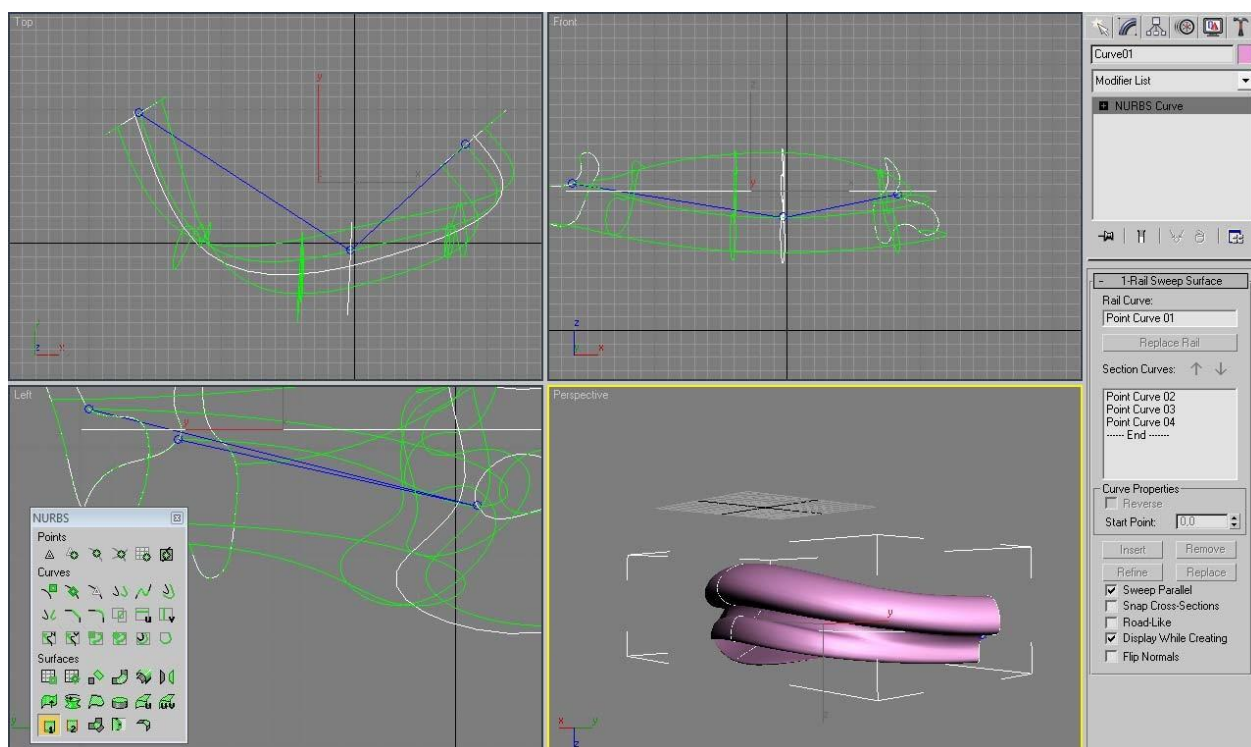 Top
Front
y
x
y
x
z x
z
y x
Left
Perspective
y
y
y
x y
z
NURBS
Points
Curves
Surfaces
Curve01
Modifier List
NURBS Curve
1-Rail Sweep Surface
Rail Curve:
Point Curve 01
Replace Rail
Section Curves:
Point Curve 02
Point Curve 03
Point Curve 04
------ End -------
Curve Properties
Reverse
Start Point: 0,0
Insert Remove
Refine Replace
Sweep Parallel
Snap Cross-Sections
Road-Like
Display While Creating
Flip Normals